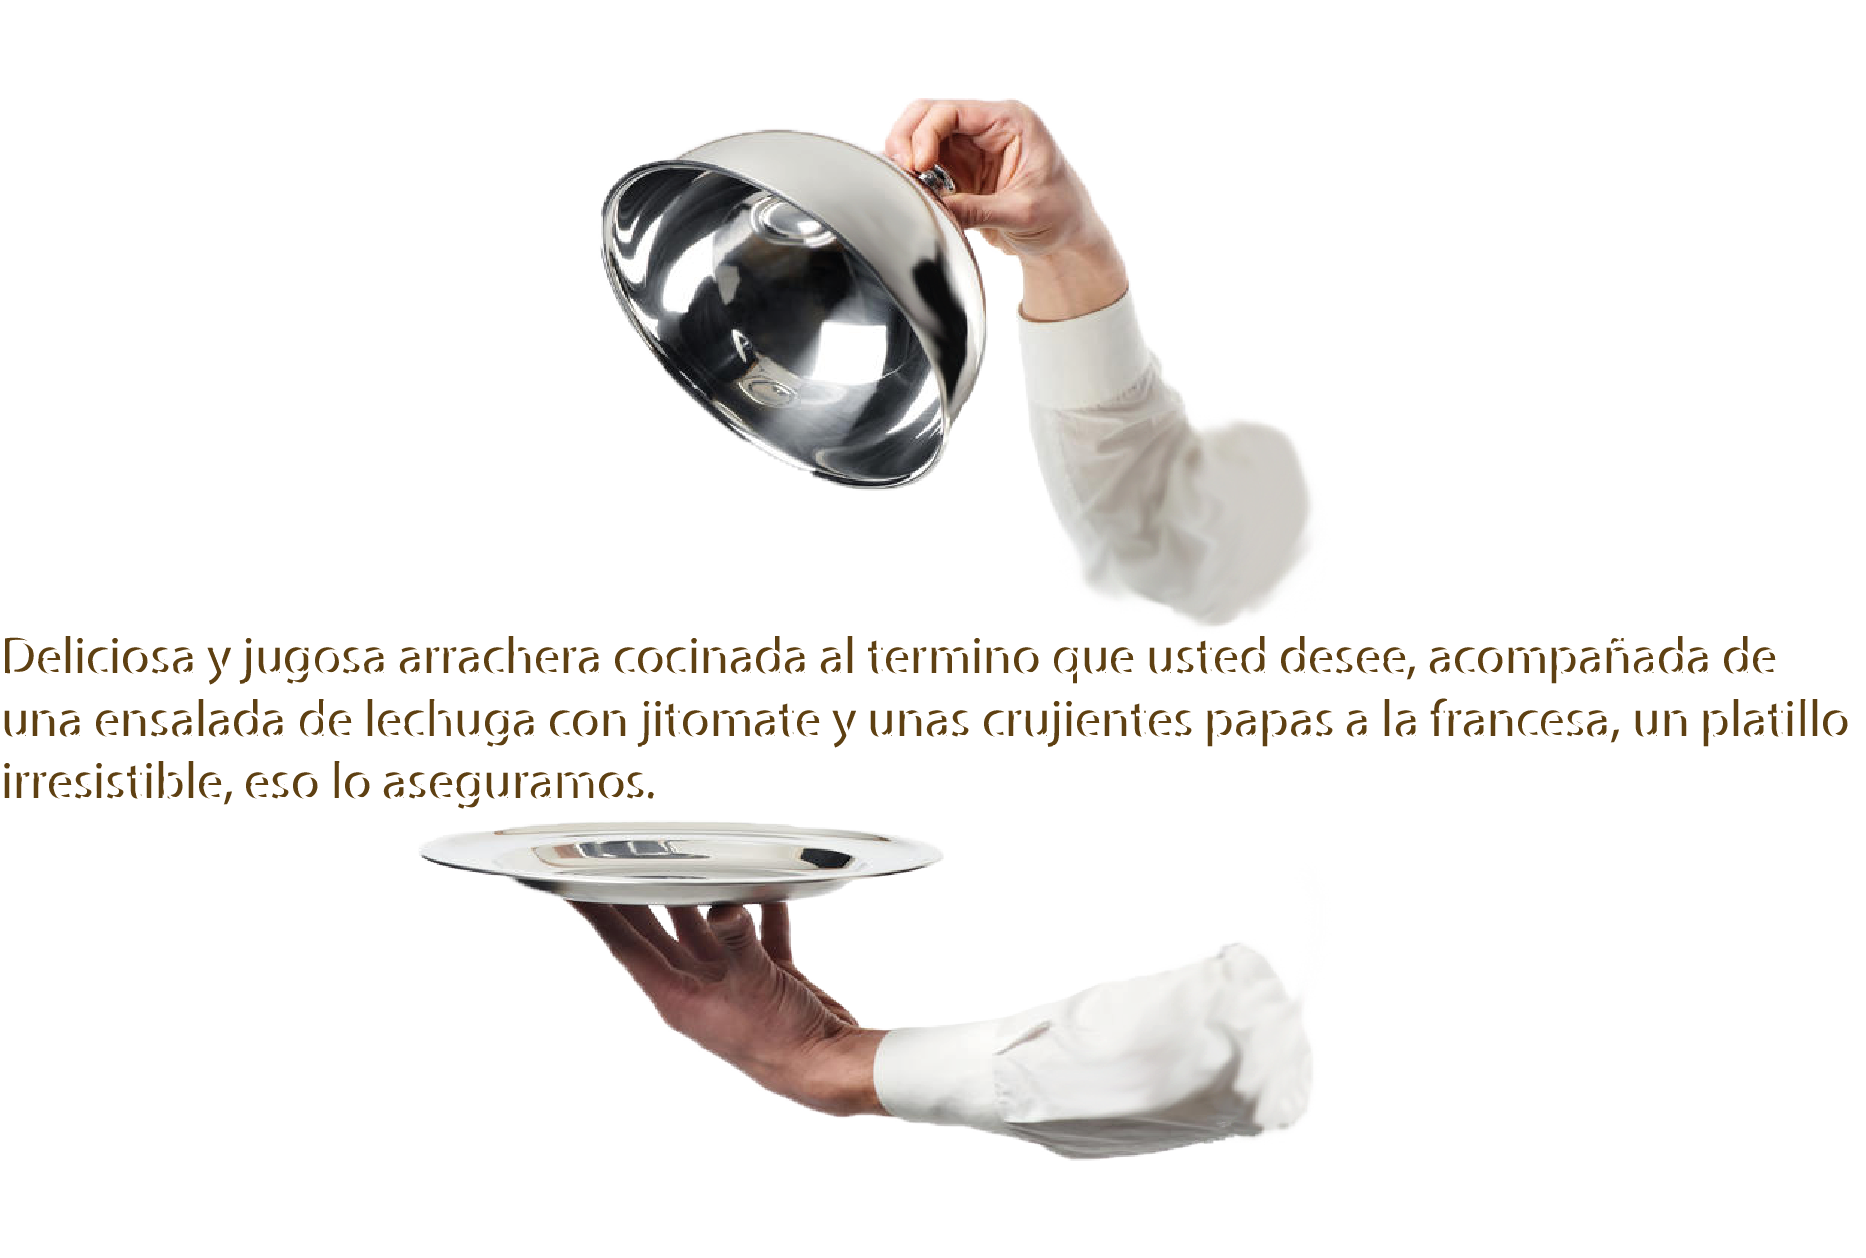 Deliciosa y jugosa arrachera cocinada al termino que usted desee, acompañada de
una ensalada de lechuga con jitomate y unas crujientes papas a la francesa, un platillo
irresistible, eso lo aseguramos.